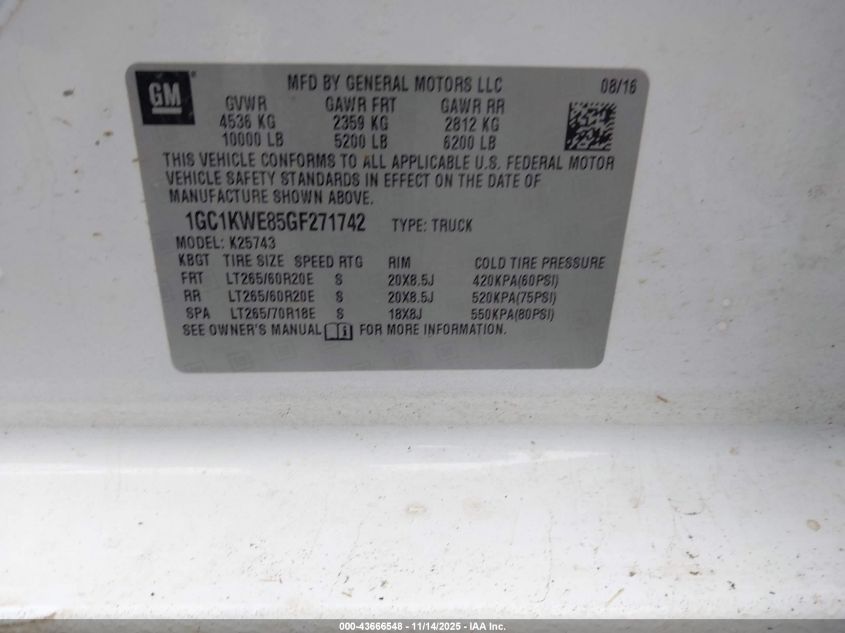 GM
MFD BY GENERAL MOTORS LLC 08/16
GVWR GAWR FRT GAWR RR
4536 KG 2359 KG 2812 KG
10000 LB 5200 LB 6200 LB
THIS VEHICLE CONFORMS TO ALL APPLICABLE U.S. FEDERAL MOTOR
VEHICLE SAFETY STANDARDS IN EFFECT ON THE DATE OF
MANUFACTURE SHOWN ABOVE.
1GC1KWE85GF271742 TYPE: TRUCK
MODEL: K25743
KBGT TIRE SIZE SPEED RTG RIM COLD TIRE PRESSURE
FRT LT265/60R20E S 20X8.5J 420KPA(60PSI)
RR LT265/60R20E S 20X8.5J 520KPA(75PSI)
SPA LT265/70R18E S 18X8J 550KPA(80PSI)
SEE OWNER'S MANUAL i FOR MORE INFORMATION.
000-43666548 - 11/14/2025 - IAA Inc.